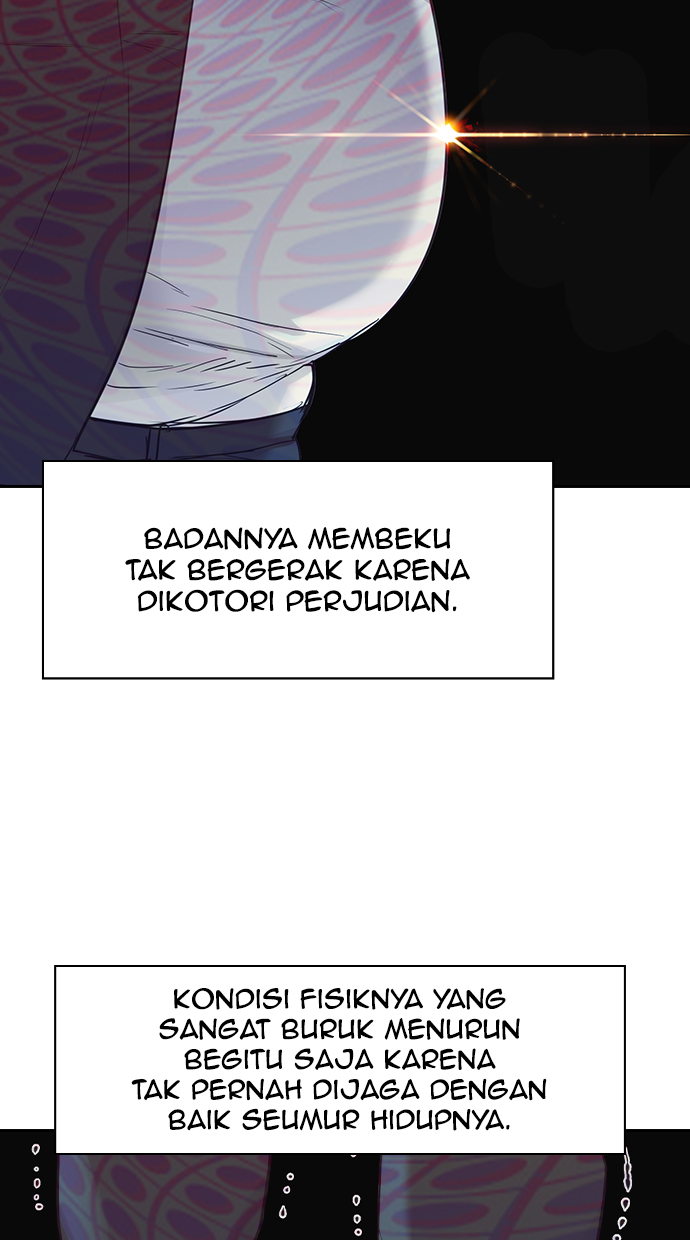 BADANNYA MEMBEKU
TAK BERGERAK KARENA
DIKOTORI PERJUDIAN.
KONDISI FISIKNYA YANG
SANGAT BURUK MENURUN
BEGITU SAJA KARENA
TAK PERNAH DIJAGA DENGAN
BAIK SEUMUR HIDUPNYA.